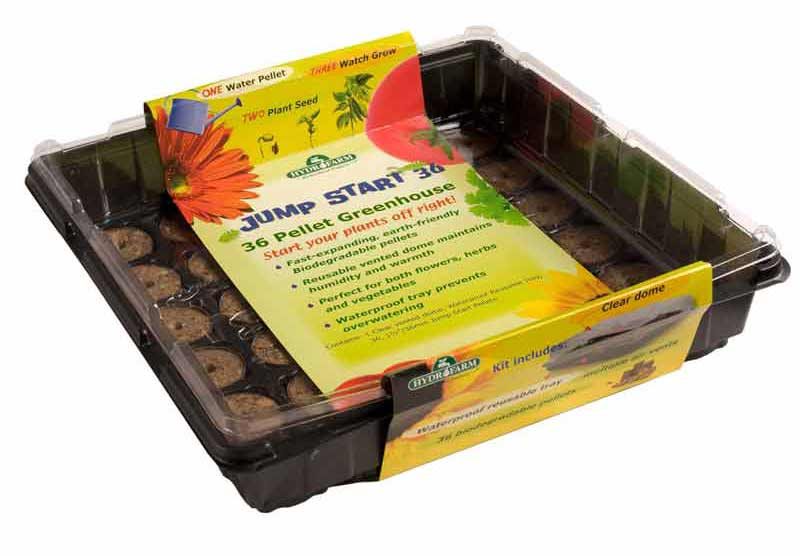 ONE Water Pellet
THREE Watch Grow
TWO Plant Seed
HYDROFARM
JUMP START 36
36 Pellet Greenhouse
Start your plants off right!
• Fast-expanding, earth-friendly
Biodegradable pellets
• Reusable vented dome maintains
humidity and warmth
• Perfect for both flowers, herbs
and vegetables
• Waterproof tray prevents
overwatering
Contains: 1 Clear vented dome, Waterproof Reusable Tray,
36, Jump Start Pellets
HYDROFARM
Kit includes:
Clear dome
air vents
Waterproof reusable tray
36 biodegradable pellets